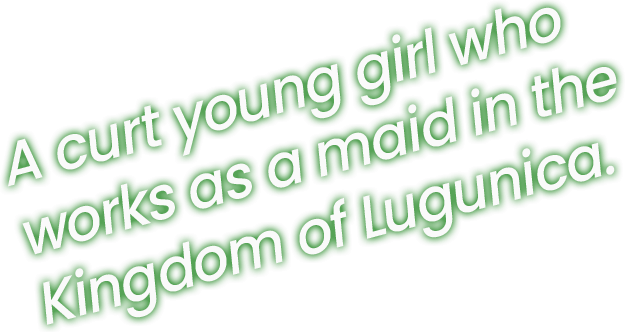 A curt young girl who
works as a maid in the
Kingdom of Lugunica.